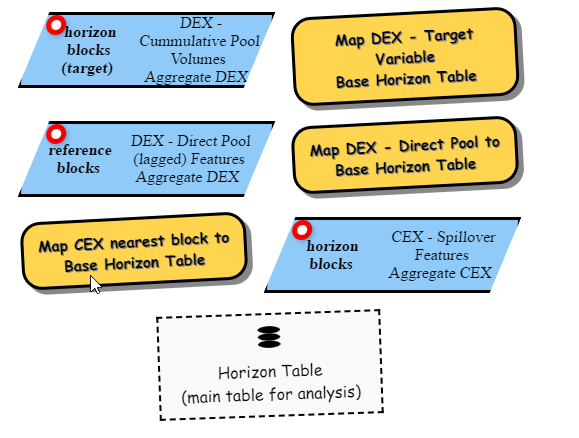 horizon
blocks
(target)
DEX -
Cummulative Pool
Volumes
Aggregate DEX
Map DEX - Target
Variable
Base Horizon Table
reference
blocks
DEX - Direct Pool
(lagged) Features
Aggregate DEX
Map DEX - Direct Pool to
Base Horizon Table
Map CEX nearest block to
Base Horizon Table
horizon
blocks
CEX - Spillover
Features
Aggregate CEX
Horizon Table
(main table for analysis)